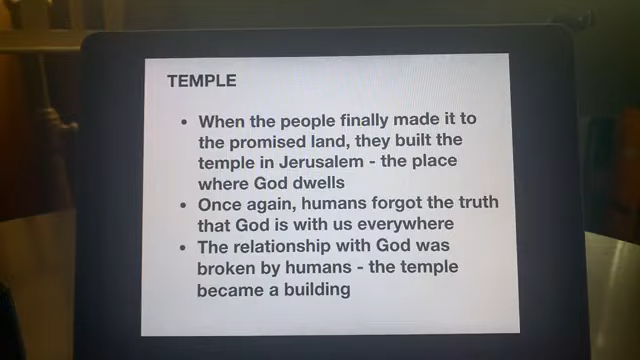 TEMPLE
• When the people finally made it to
the promised land, they built the
temple in Jerusalem - the place
where God dwells
• Once again, humans forgot the truth
that God is with us everywhere
• The relationship with God was
broken by humans - the temple
became a building